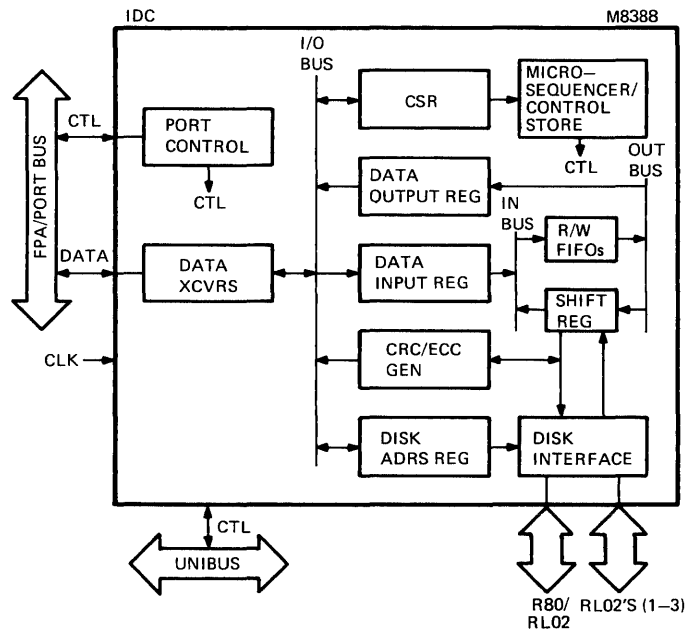 IDC
M8388
I/O
BUS
MICRO-
SEQUENCER/
CONTROL
STORE
CSR
CTL
PORT
CONTROL
CTL
CTL
OUT
BUS
DATA
OUTPUT REG
IN
BUS
R/W
FIFOs
FPA/PORT BUS
DATA
DATA
XCVRS
DATA
INPUT REG
SHIFT
REG
CLK
CRC/ECC
GEN
DISK
ADRS REG
DISK
INTERFACE
CTL
UNIBUS
R80/
RL02
RL02'S (1-3)